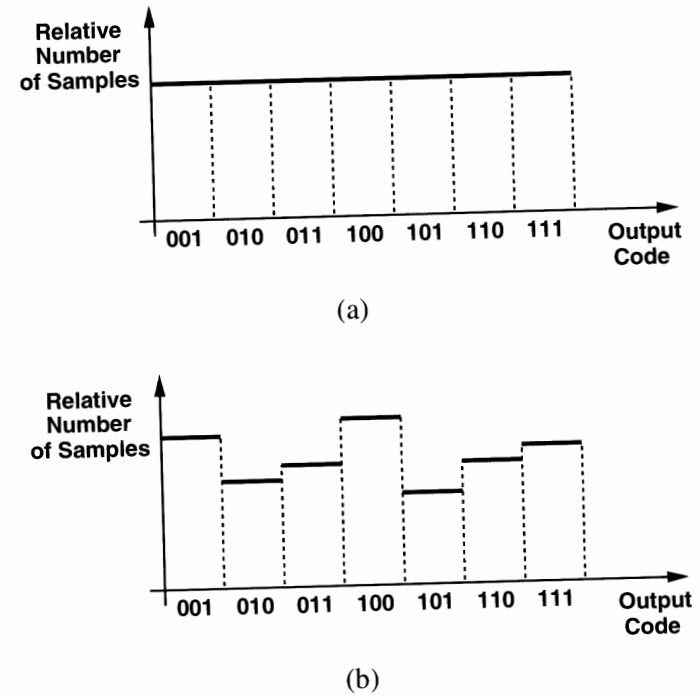 Relative
Number
of Samples
001 010 011 100 101 110 111
Output
Code
(a)
Relative
Number
of Samples
001 010 011 100 101 110 111
Output
Code
(b)